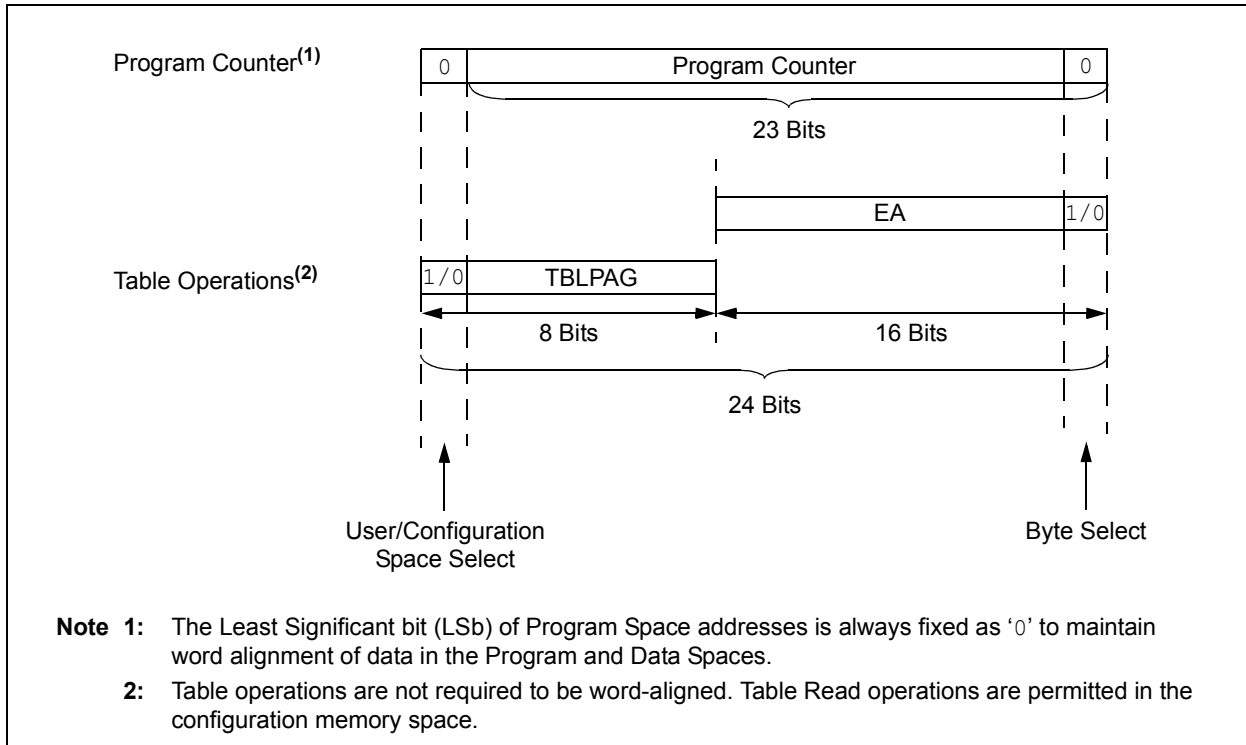 Program Counter(1)
0 Program Counter 0
23 Bits
EA 1/0
Table Operations(2)
1/0 TBLPAG
8 Bits 16 Bits
24 Bits
User/Configuration
Space Select
Byte Select
Note 1: The Least Significant bit (LSb) of Program Space addresses is always fixed as ‘0’ to maintain
word alignment of data in the Program and Data Spaces.
2: Table operations are not required to be word-aligned. Table Read operations are permitted in the
configuration memory space.